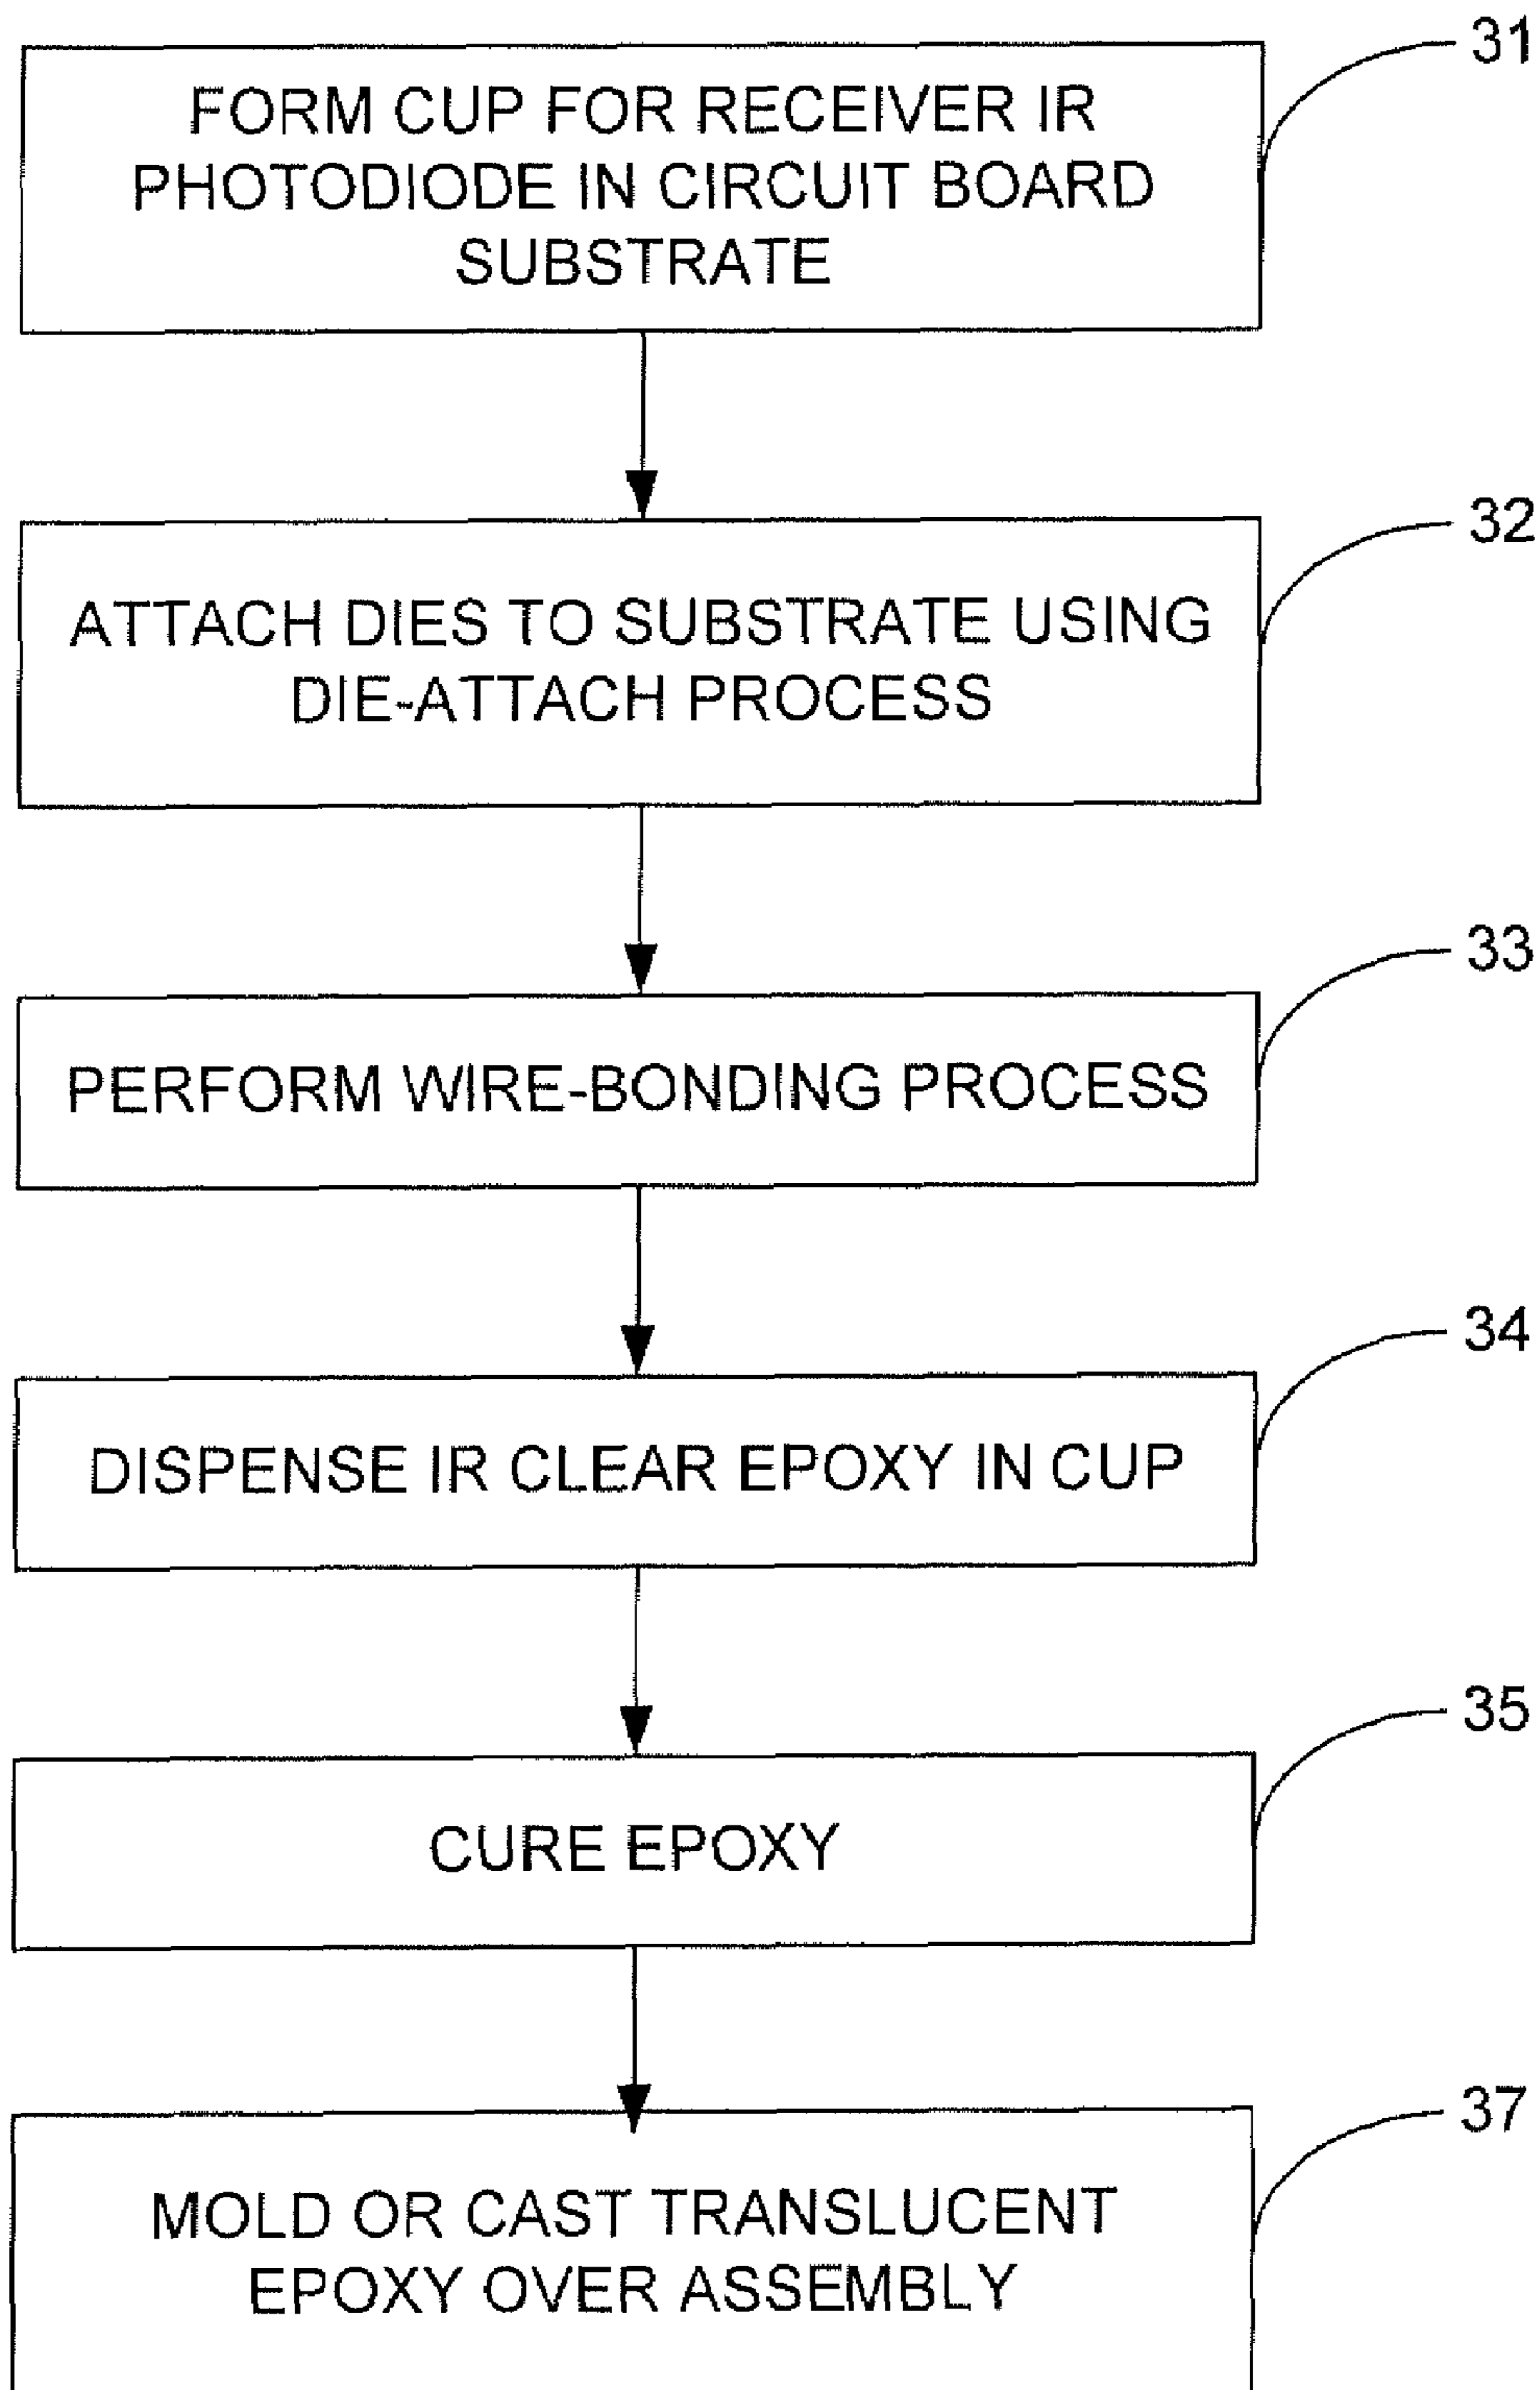 31
FORM CUP FOR RECEIVER IR
PHOTODIODE IN CIRCUIT BOARD
SUBSTRATE
32
ATTACH DIES TO SUBSTRATE USING
DIE-ATTACH PROCESS
33
PERFORM WIRE-BONDING PROCESS
34
DISPENSE IR CLEAR EPOXY IN CUP
35
CURE EPOXY
37
MOLD OR CAST TRANSLUCENT
EPOXY OVER ASSEMBLY